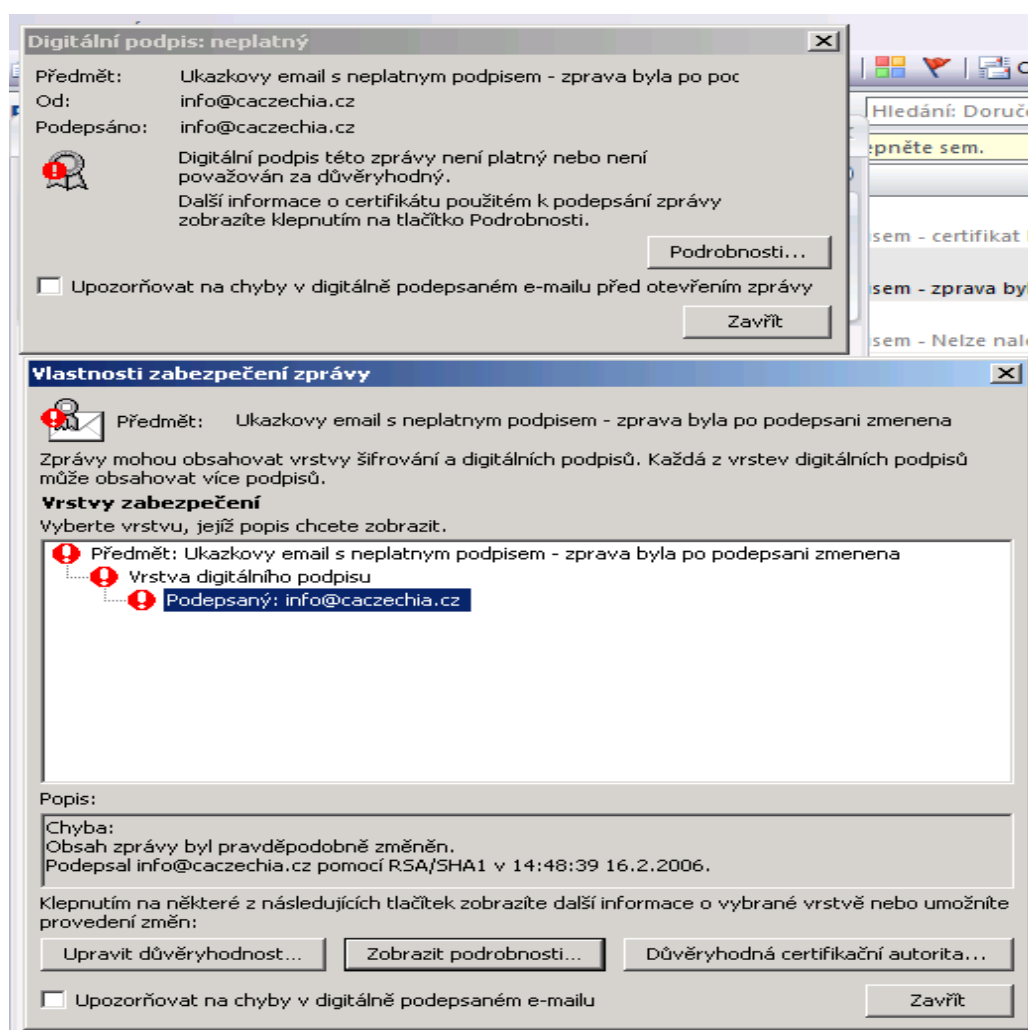 Digitální podpis: neplatný
Předmět: Ukazkovy email s neplatnym podpisem - zprava byla po poc
Od: info@caczechia.cz
Podepsáno: info@caczechia.cz
Digitální podpis této zprávy není platný nebo není
považován za důvěryhodný.
Další informace o certifikátu použitém k podepsání zprávy
zobrazíte klepnutím na tlačítko Podrobnosti.
Podrobnosti...
Upozorňovat na chyby v digitálně podepsaném e-mailu před otevřením zprávy
Zavřít
Hledání: Doruč
epněte sem.
sem - certifikat
sem - zprava by
sem - Nelze nal
Vlastnosti zabezpečení zprávy
Předmět: Ukazkovy email s neplatnym podpisem - zprava byla po podepsani zmenena
Zprávy mohou obsahovat vrstvy šifrování a digitálních podpisů. Každá z vrstev digitálních podpisů
může obsahovat více podpisů.
Vrstvy zabezpečení
Vyberte vrstvu, jejíž popis chcete zobrazit.
Předmět: Ukazkovy email s neplatnym podpisem - zprava byla po podepsani zmenena
Vrstva digitálního podpisu
Podepsaný: info@caczechia.cz
Popis:
Chyba:
Obsah zprávy byl pravděpodobně změněn.
Podepsal info@caczechia.cz pomocí RSA/SHA1 v 14:48:39 16.2.2006.
Klepnutím na některé z následujících tlačítek zobrazíte další informace o vybrané vrstvě nebo umožníte
provedení změn:
Upravit důvěryhodnost... Zobrazit podrobnosti... Důvěryhodná certifikační autorita...
Upozorňovat na chyby v digitálně podepsaném e-mailu
Zavřít